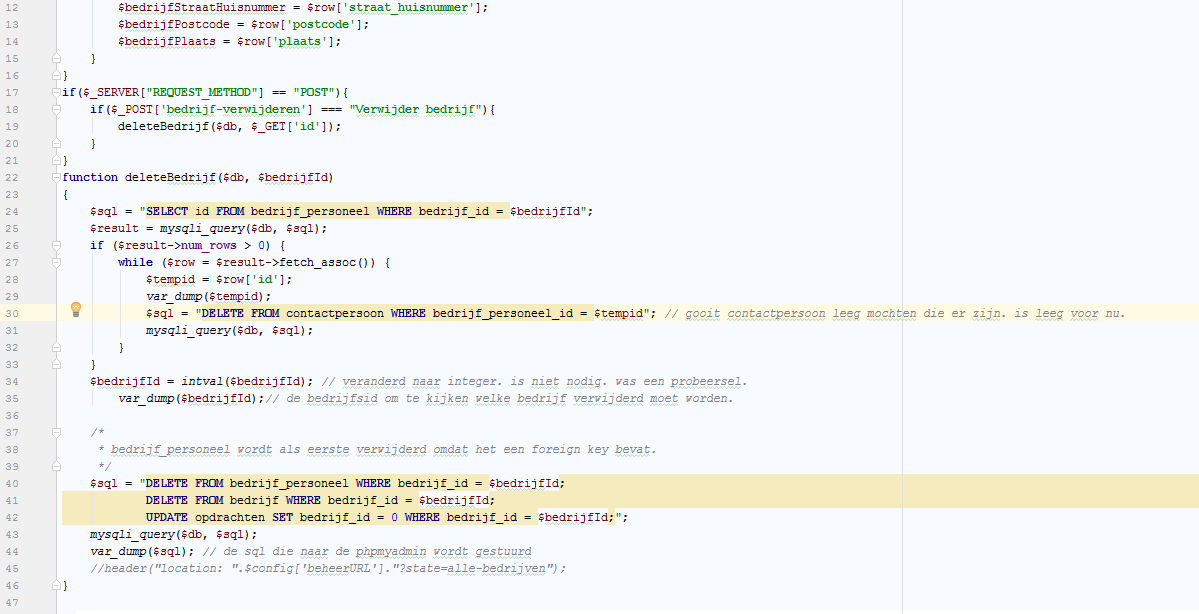 12 $bedrijfStraatHuisnummer = $row['straat_huisnummer'];
13 $bedrijfPostcode = $row['postcode'];
14 $bedrijfPlaats = $row['plaats'];
15 }
16 }
17 if($_SERVER["REQUEST_METHOD"] == "POST"){
18 if($_POST['bedrijf-verwijderen'] === "Verwijder bedrijf"){
19 deleteBedrijf($db, $_GET['id']);
20 }
21 }
22 function deleteBedrijf($db, $bedrijfId)
23 {
24 $sql = "SELECT id FROM bedrijf_personeel WHERE bedrijf_id = $bedrijfId";
25 $result = mysqli_query($db, $sql);
26 if ($result->num_rows > 0) {
27 while ($row = $result->fetch_assoc()) {
28 $tempid = $row['id'];
29 var_dump($tempid);
30 $sql = "DELETE FROM contactpersoon WHERE bedrijf_personeel_id = $tempid"; // gooit contactpersoon leeg mochten die er zijn. is leeg voor nu.
31 mysqli_query($db, $sql);
32 }
33 }
34 $bedrijfId = intval($bedrijfId); // veranderd naar integer. is niet nodig. was een probeersel.
35 var_dump($bedrijfId);// de bedrijfsid om te kijken welke bedrijf verwijderd moet worden.
36
37 /*
38 * bedrijf_personeel wordt als eerste verwijderd omdat het een foreign key bevat.
39 */
40 $sql = "DELETE FROM bedrijf_personeel WHERE bedrijf_id = $bedrijfId;
41 DELETE FROM bedrijf WHERE bedrijf_id = $bedrijfId;
42 UPDATE opdrachten SET bedrijf_id = 0 WHERE bedrijf_id = $bedrijfId;";
43 mysqli_query($db, $sql);
44 var_dump($sql); // de sql die naar de phpmyadmin wordt gestuurd
45 //header("location: ".$config['beheerURL']."?state=alle-bedrijven");
46 }
47